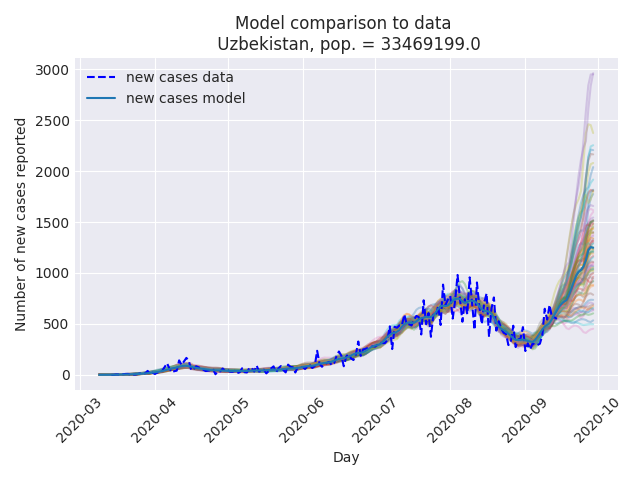 Model comparison to data
Uzbekistan, pop. = 33469199.0
new cases data
new cases model
Number of new cases reported
3000
2500
2000
1500
1000
500
0
2020-03
2020-04
2020-05
2020-06
2020-07
2020-08
2020-09
2020-10
Day